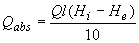 Q_abs = Ql(H_i − H_e) / 10